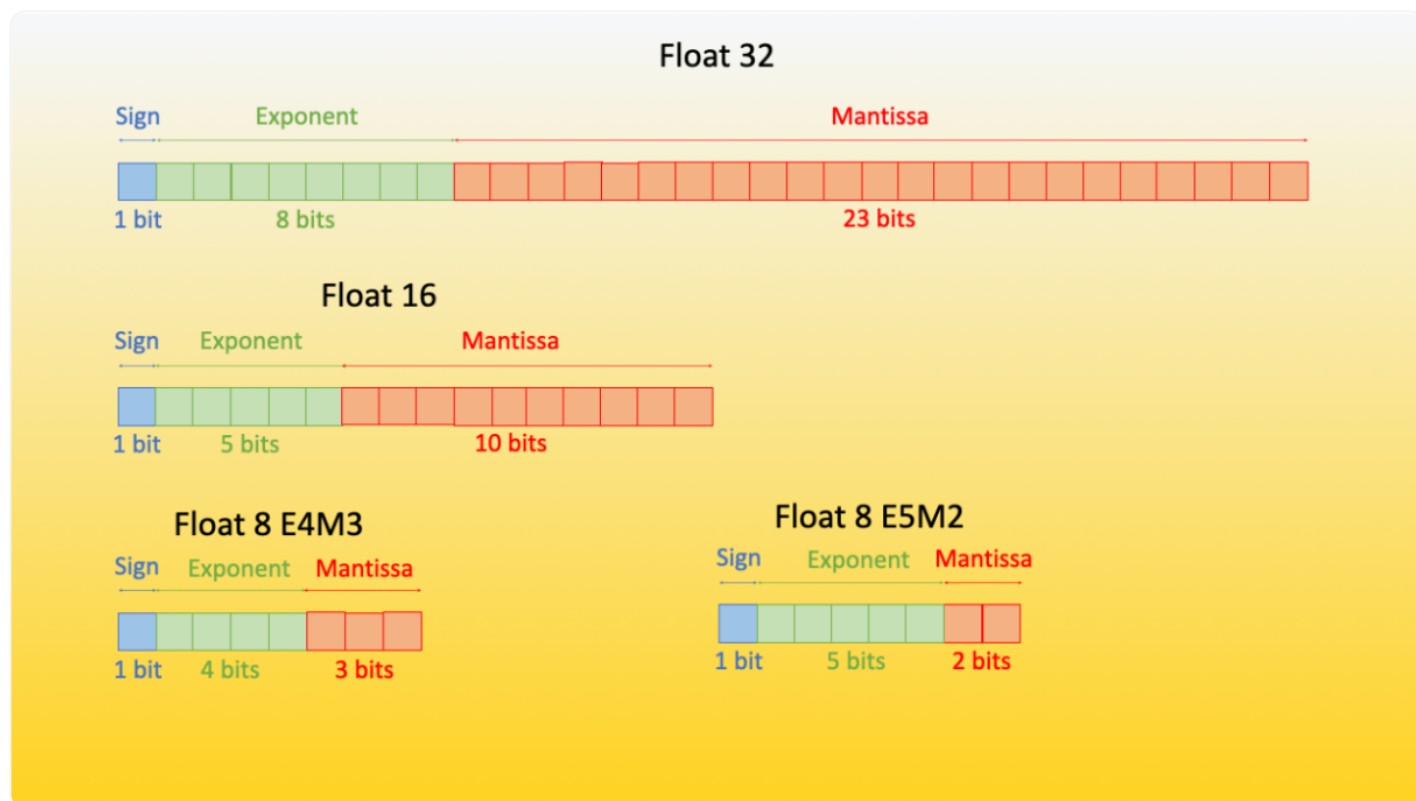 Float 32
Sign Exponent Mantissa
1 bit 8 bits 23 bits
Float 16
Sign Exponent Mantissa
1 bit 5 bits 10 bits
Float 8 E4M3
Sign Exponent Mantissa
1 bit 4 bits 3 bits
Float 8 E5M2
Sign Exponent Mantissa
1 bit 5 bits 2 bits